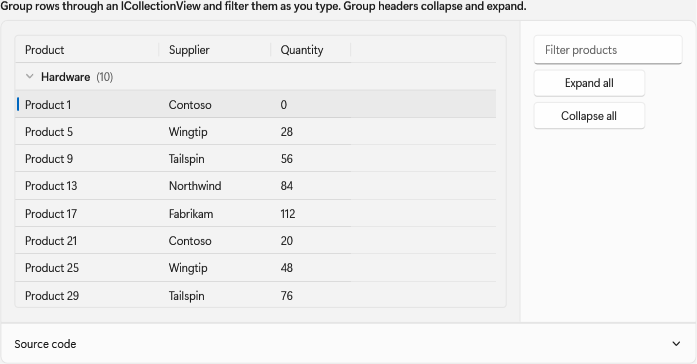 Group rows through an ICollectionView and filter them as you type. Group headers collapse and expand.
Product Supplier Quantity
Hardware (10)
Product 1 Contoso 0
Product 5 Wingtip 28
Product 9 Tailspin 56
Product 13 Northwind 84
Product 17 Fabrikam 112
Product 21 Contoso 20
Product 25 Wingtip 48
Product 29 Tailspin 76
Filter products
Expand all
Collapse all
Source code